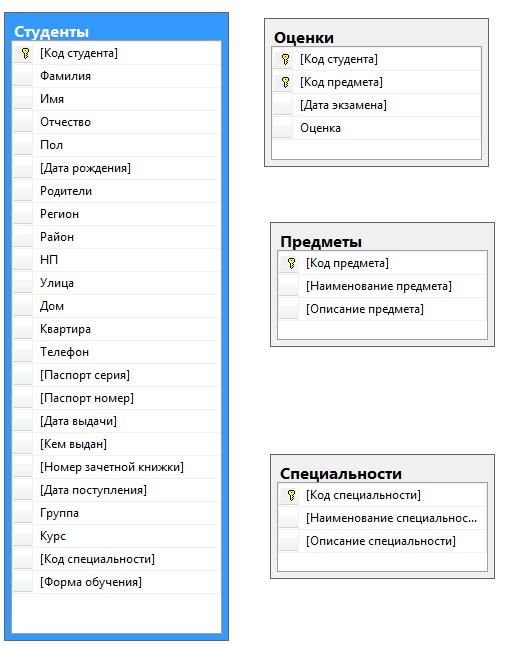 Студенты
[Код студента]
Фамилия
Имя
Отчество
Пол
[Дата рождения]
Родители
Регион
Район
НП
Улица
Дом
Квартира
Телефон
[Паспорт серия]
[Паспорт номер]
[Дата выдачи]
[Кем выдан]
[Номер зачетной книжки]
[Дата поступления]
Группа
Курс
[Код специальности]
[Форма обучения]
Оценки
[Код студента]
[Код предмета]
[Дата экзамена]
Оценка
Предметы
[Код предмета]
[Наименование предмета]
[Описание предмета]
Специальности
[Код специальности]
[Наименование специальнос...
[Описание специальности]